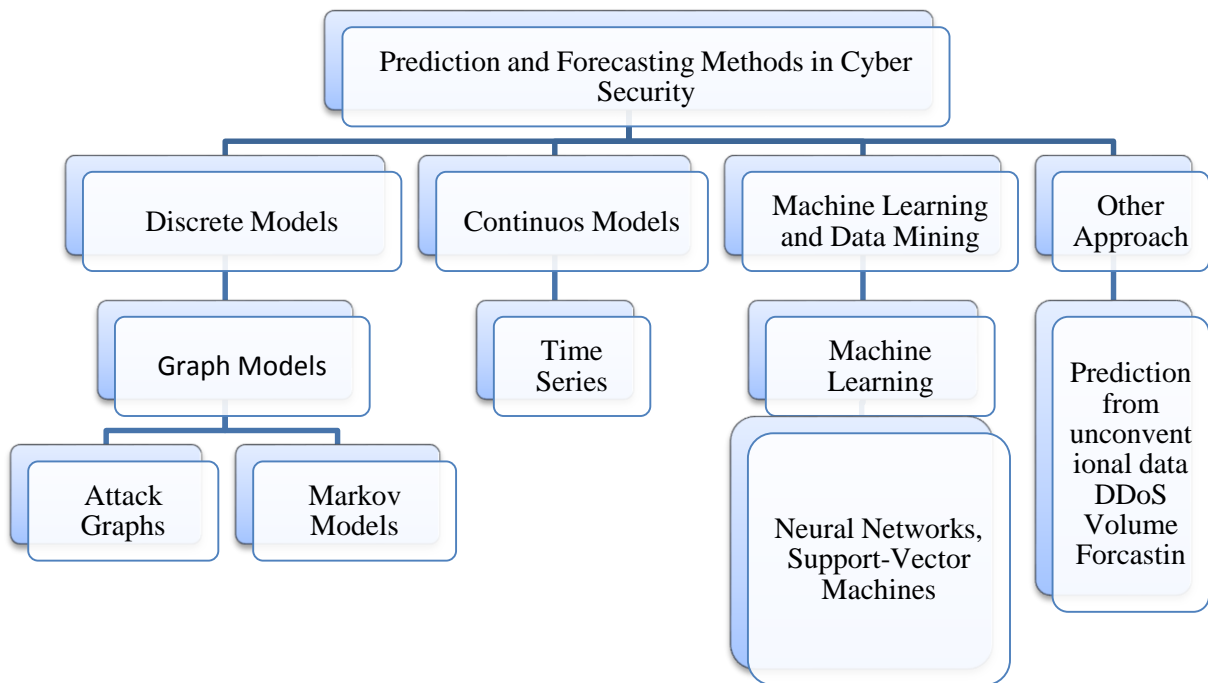 Prediction and Forecasting Methods in Cyber
Security
Discrete Models
Continuos Models
Machine Learning
and Data Mining
Other
Approach
Graph Models
Time
Series
Machine
Learning
Prediction
from
unconvent
ional data
DDoS
Volume
Forcastin
Attack
Graphs
Markov
Models
Neural Networks,
Support-Vector
Machines